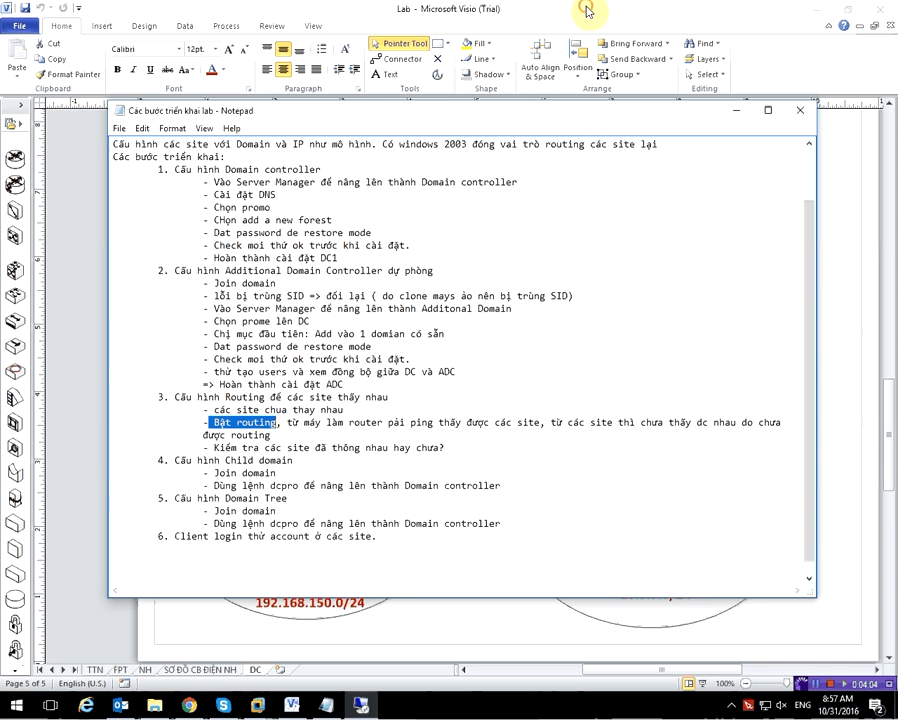 Lab - Microsoft Visio (Trial)
File Home Insert Design Data Process Review View
Paste Cut Copy Format Painter
Calibri 12pt.
B I U abc Aa A
Pointer Tool Connector Text
Fill Line Shadow
Auto Align & Space Position
Bring Forward Send Backward Group
Find Layers Select
Clipboard Font Paragraph Tools Shape Arrange Editing
Các bước triển khai lab - Notepad
File Edit Format View Help
Cấu hình các site với Domain và IP như mô hình. Có windows 2003 đóng vai trò routing các site lại
Các bước triển khai:
1. Cấu hình Domain controller
- Vào Server Manager để nâng lên thành Domain controller
- Cài đặt DNS
- Chọn promo
- CHọn add a new forest
- Dat password de restore mode
- Check moi thứ ok trước khi cài đặt.
- Hoàn thành cài đặt DC1
2. Cấu hình Additional Domain Controller dự phòng
- Join domain
- lỗi bị trùng SID => đổi lại ( do clone mays ảo nên bị trùng SID)
- Vào Server Manager để nâng lên thành Additonal Domain
- Chọn prome lên DC
- Chị mục đầu tiên: Add vào 1 domian có sẵn
- Dat password de restore mode
- Check moi thứ ok trước khi cài đặt.
- thử tạo users và xem đồng bộ giữa DC và ADC
=> Hoàn thành cài đặt ADC
3. Cấu hình Routing để các site thấy nhau
- các site chua thay nhau
- Bật routing, từ máy làm router pải ping thấy được các site, từ các site thì chưa thấy dc nhau do chưa
được routing
- Kiểm tra các site đã thông nhau hay chưa?
4. Cấu hình Child domain
- Join domain
- Dùng lệnh dcpro để nâng lên thành Domain controller
5. Cấu hình Domain Tree
- Join domain
- Dùng lệnh dcpro để nâng lên thành Domain controller
6. Client login thử account ở các site.
192.168.150.0/24
TTN FPT NH SƠ ĐỒ CB ĐIỆN NH DC
Page 5 of 5 English (U.S.) 100% 0:04:04
ENG 8:57 AM
10/31/2016